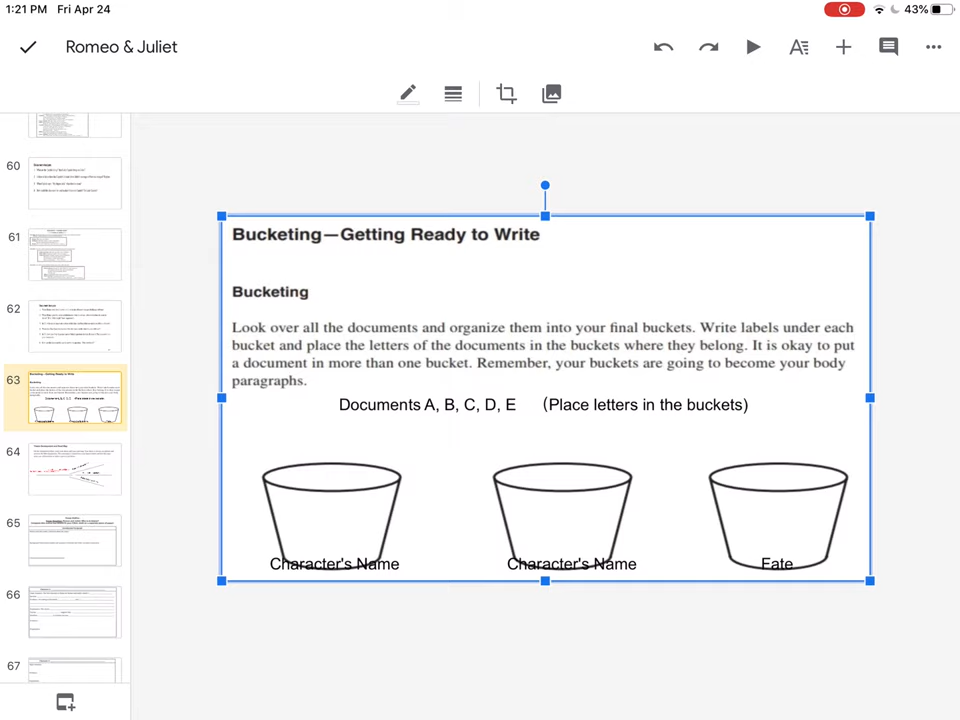 1:21 PM Fri Apr 24
43%
Romeo & Juliet
60
61
62
63
64
65
66
67
Bucketing—Getting Ready to Write
Bucketing
Look over all the documents and organize them into your final buckets. Write labels under each
bucket and place the letters of the documents in the buckets where they belong. It is okay to put
a document in more than one bucket. Remember, your buckets are going to become your body
paragraphs.
Documents A, B, C, D, E (Place letters in the buckets)
Character's Name Character's Name Fate